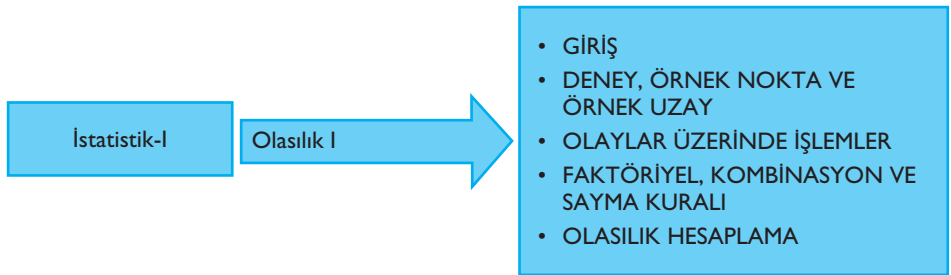 İstatistik-I
Olasılık I
• GİRİŞ
• DENEY, ÖRNEK NOKTA VE
ÖRNEK UZAY
• OLAYLAR ÜZERİNDE İŞLEMLER
• FAKTÖRİYEL, KOMBİNASYON VE
SAYMA KURALI
• OLASILIK HESAPLAMA